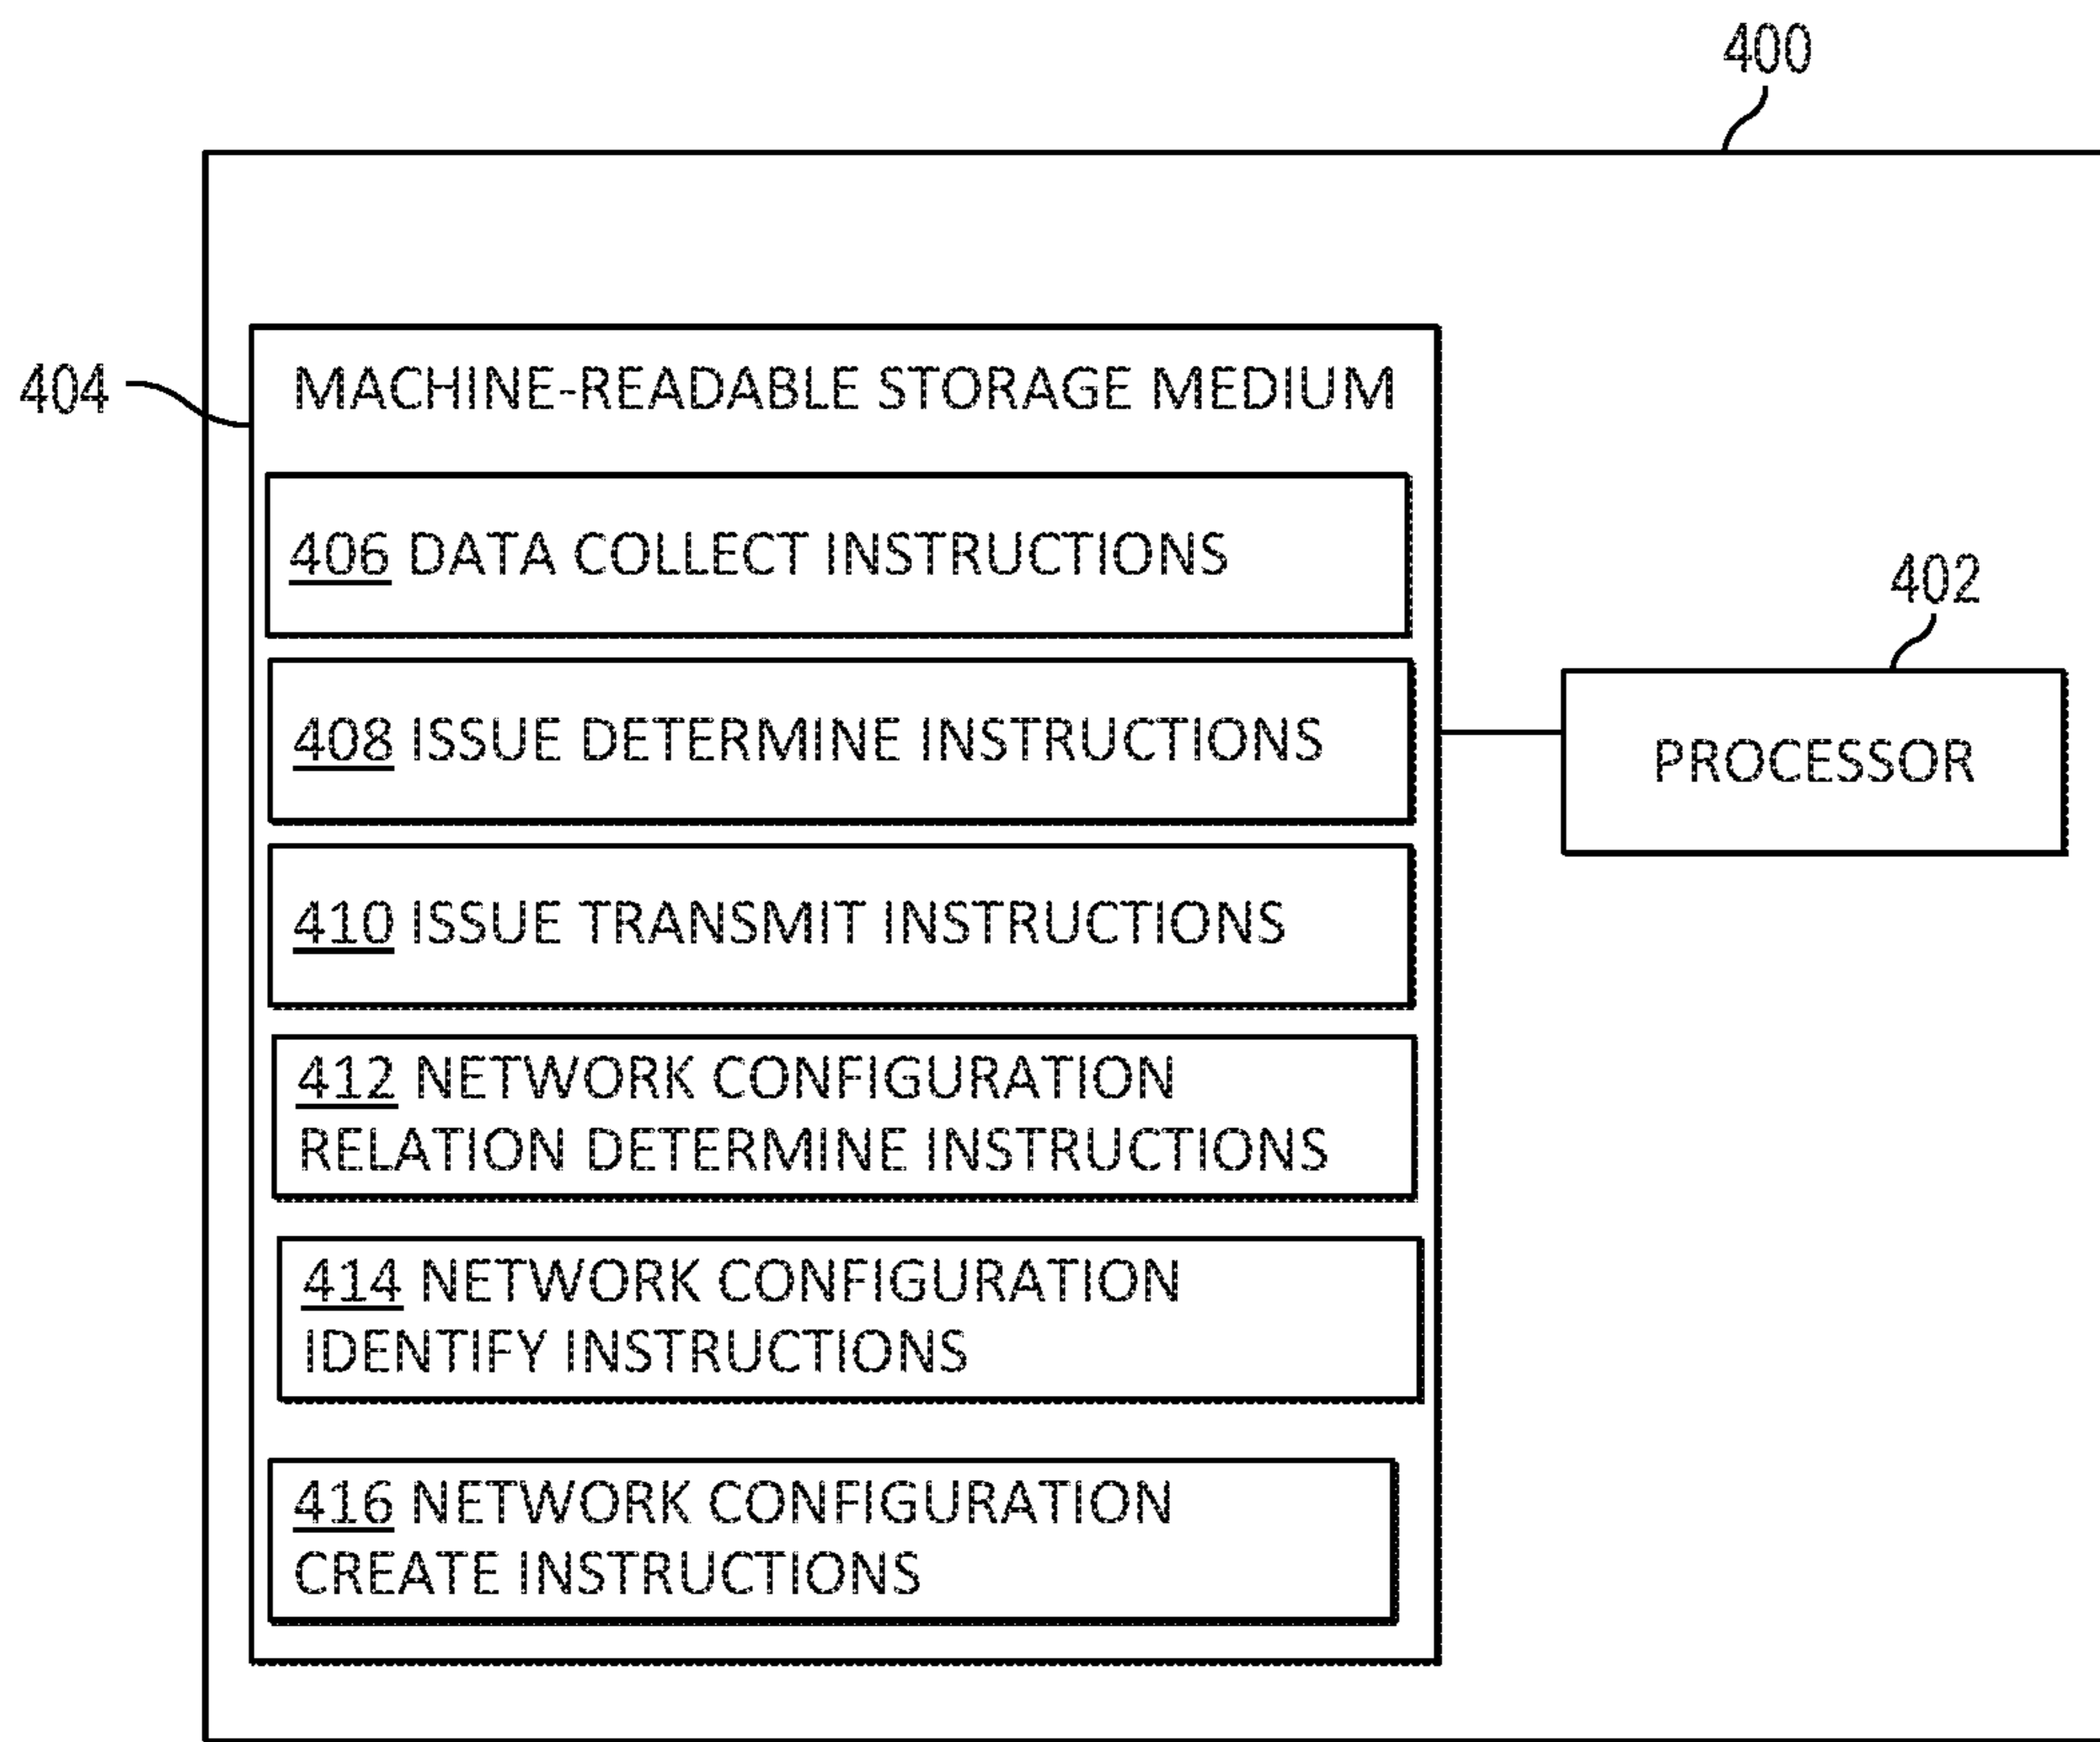 400
404
MACHINE-READABLE STORAGE MEDIUM
406 DATA COLLECT INSTRUCTIONS
408 ISSUE DETERMINE INSTRUCTIONS
402
PROCESSOR
410 ISSUE TRANSMIT INSTRUCTIONS
412 NETWORK CONFIGURATION
RELATION DETERMINE INSTRUCTIONS
414 NETWORK CONFIGURATION
IDENTIFY INSTRUCTIONS
416 NETWORK CONFIGURATION
CREATE INSTRUCTIONS